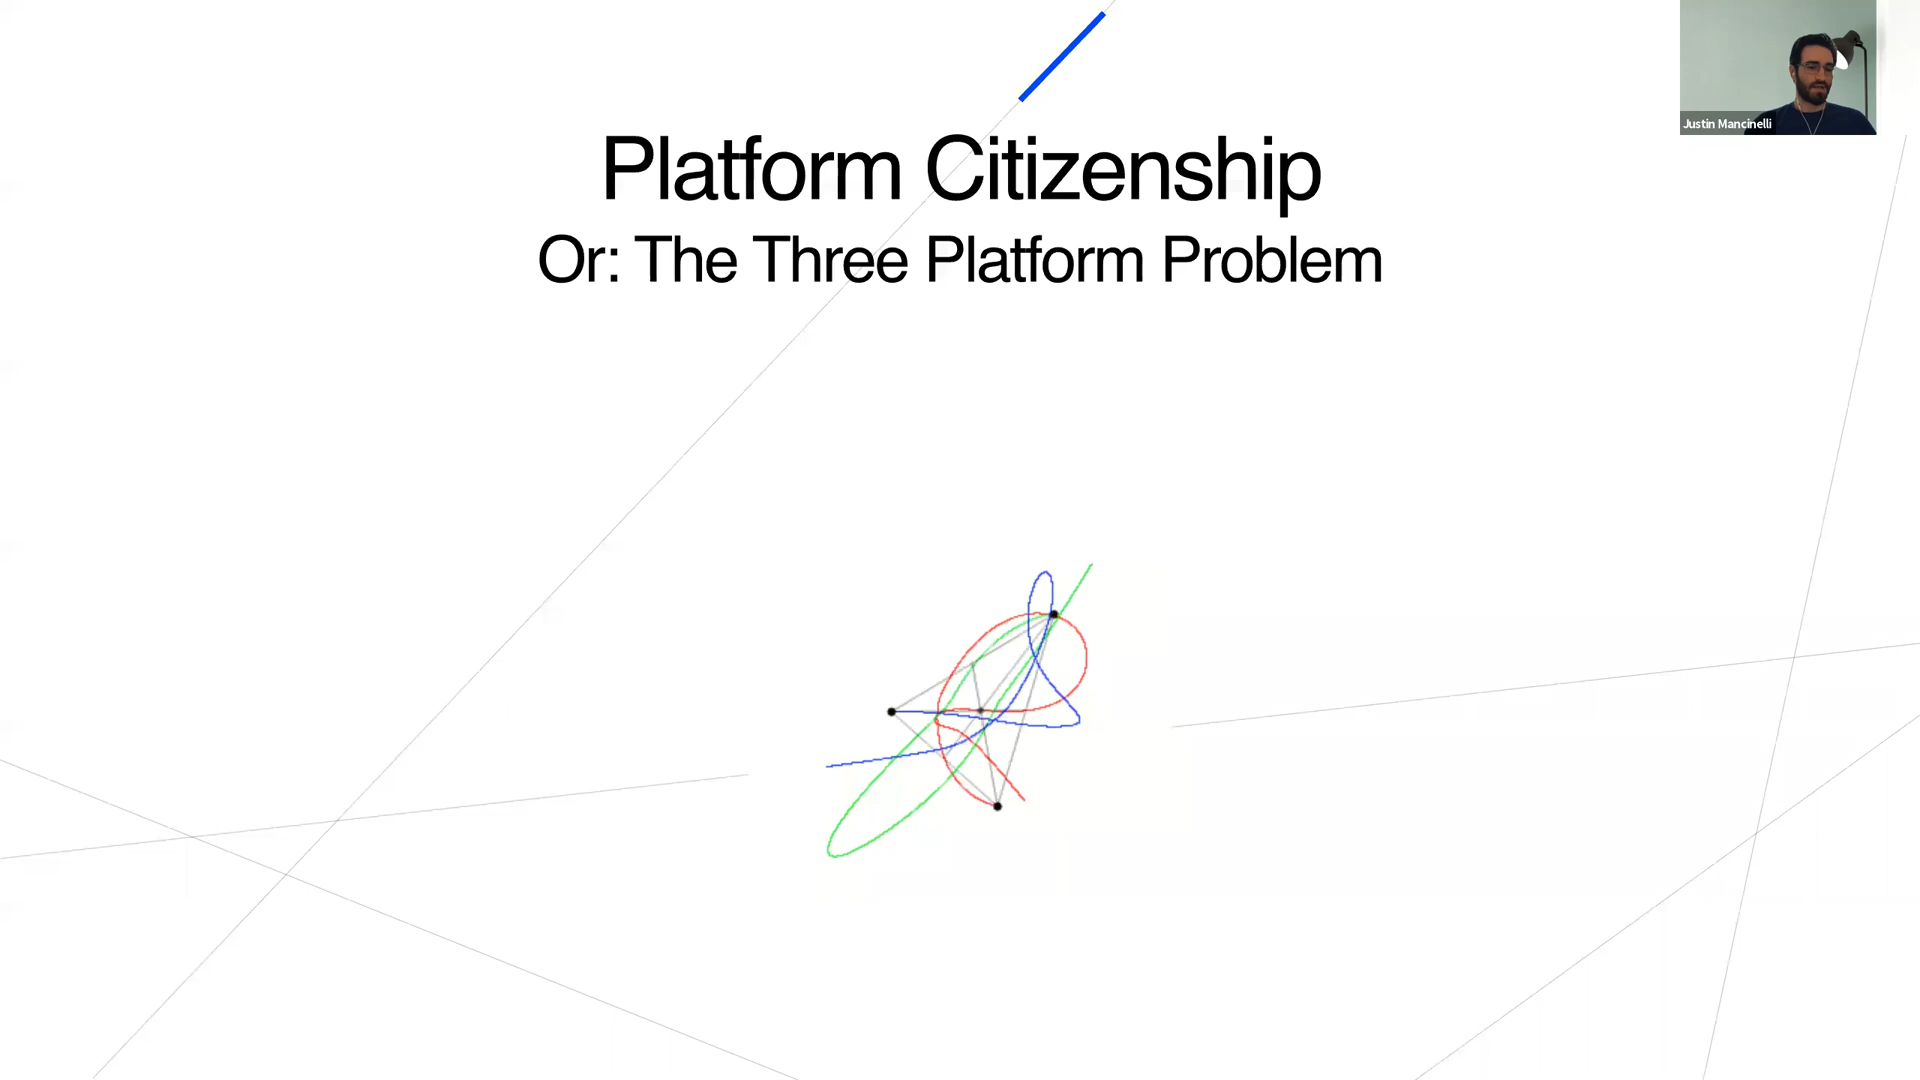 Platform Citizenship
Or: The Three Platform Problem
Justin Mancinelli